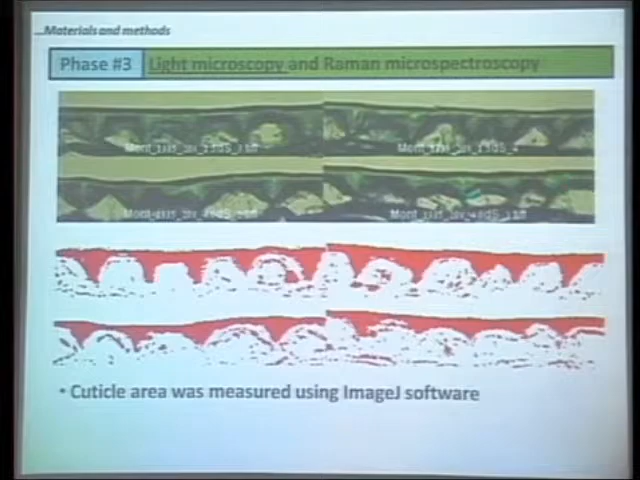 ...Materials and methods
Phase #3 Light microscopy and Raman microspectroscopy
• Cuticle area was measured using ImageJ software